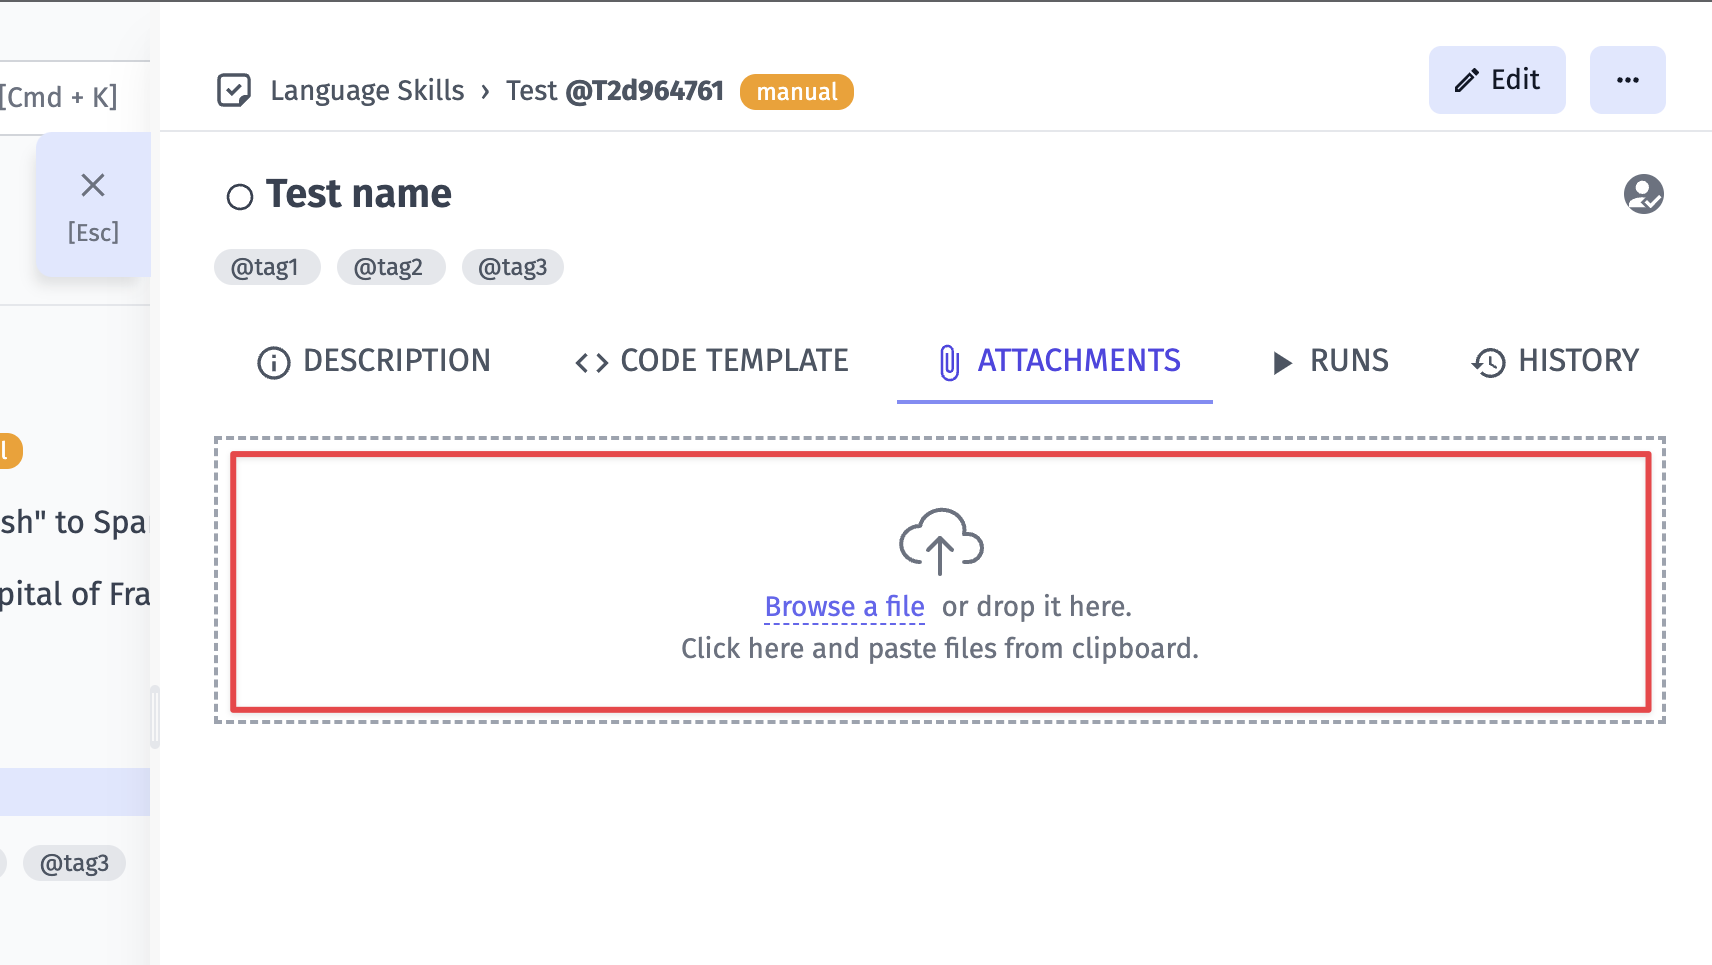 [Cmd + K]
[Esc]
Language Skills › Test @T2d964761 manual
Edit
Test name
@tag1 @tag2 @tag3
DESCRIPTION CODE TEMPLATE ATTACHMENTS RUNS HISTORY
Browse a file or drop it here.
Click here and paste files from clipboard.
l
sh" to Spa
pital of Fra
@tag3